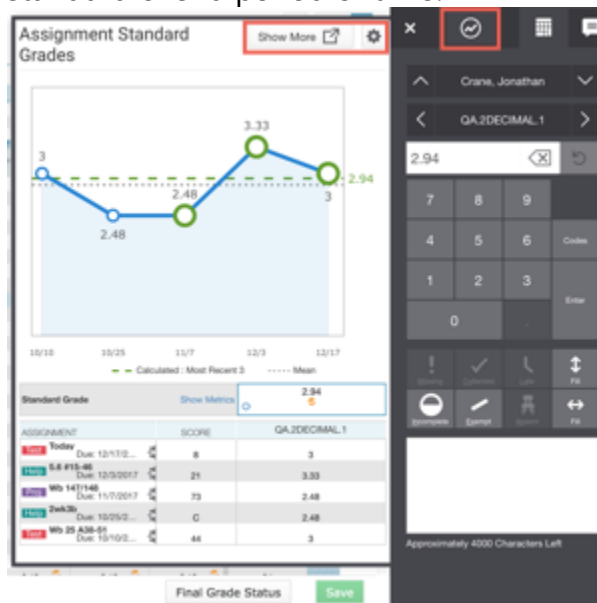 Assignment Standard
Grades
Show More
3
2.48
2.48
3.33
3
2.94
10/10 10/25 11/7 12/3 12/17
Calculated : Most Recent 3 Mean
Standard Grade Show Metrics 2.94
ASSIGNMENT SCORE QA.2DECIMAL.1
Test Today
Due: 12/17/2... 8 3
Help 5.6 #15-46
Due: 12/3/2017 21 3.33
Proj Wb 147/148
Due: 11/7/2017 73 2.48
Help 2wk3b
Due: 10/25/2... C 2.48
Test Wb 25 A38-51
Due: 10/10/2... 44 3
Final Grade Status Save
Crane, Jonathan
QA.2DECIMAL.1
2.94
7 8 9
4 5 6 Codes
1 2 3
Enter
0 .
Missing Collected Late Fill
Incomplete Exempt Absent Fill
Approximately 4000 Characters Left